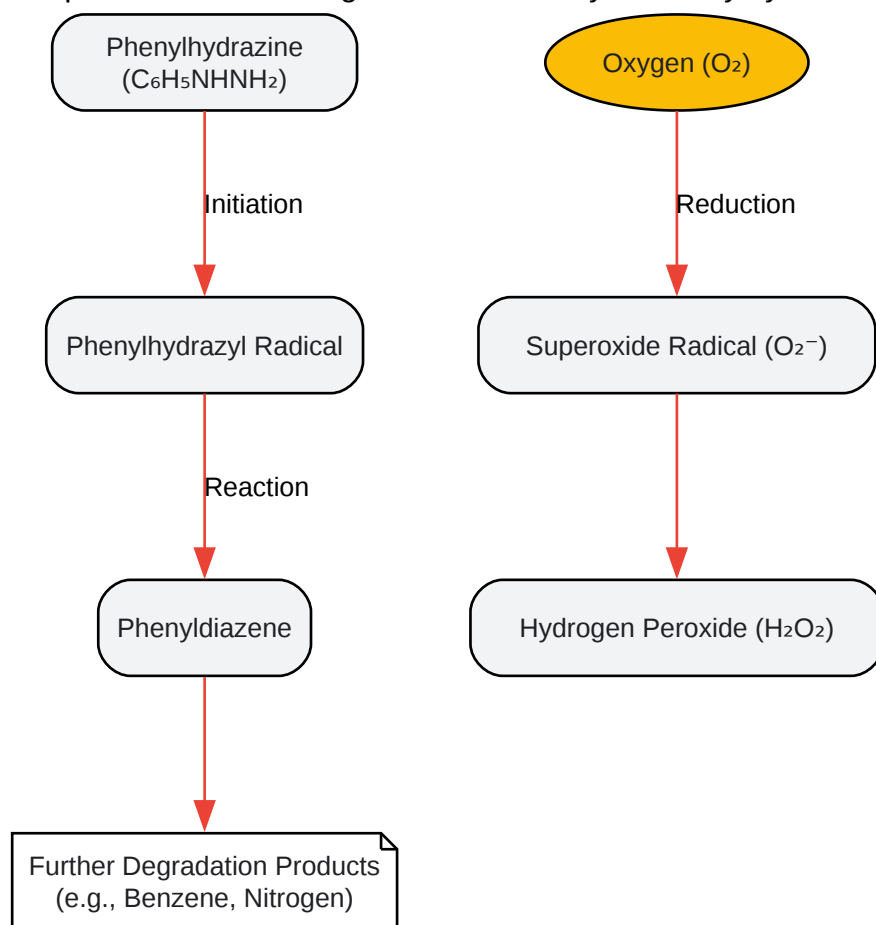 Phenylhydrazine
(C₆H₅NHNH₂)
Oxygen (O₂)
Initiation
Reduction
Phenylhydrazyl Radical
Superoxide Radical (O₂⁻)
Reaction
Phenyldiazene
Hydrogen Peroxide (H₂O₂)
Further Degradation Products
(e.g., Benzene, Nitrogen)